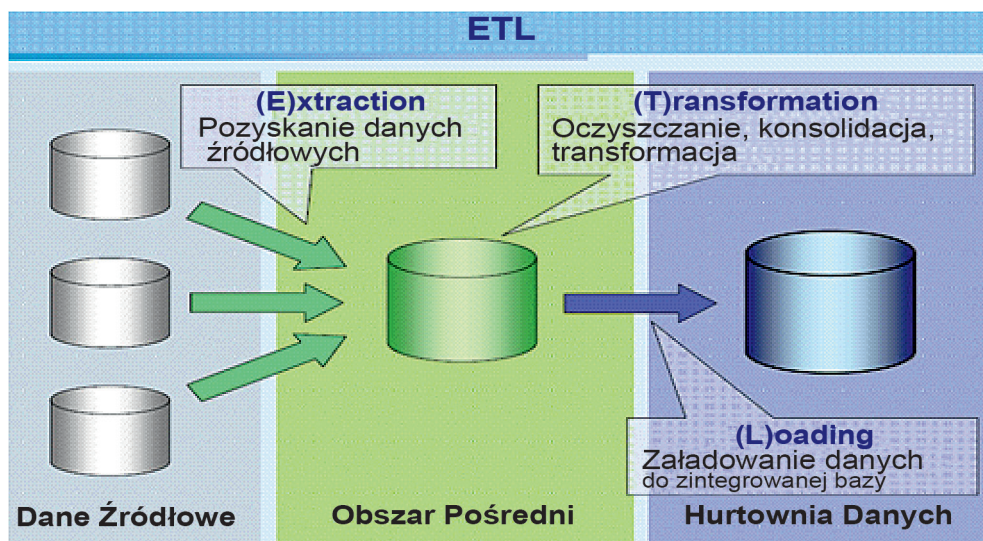 ETL
(E)xtraction
Pozyskanie danych
źródłowych
(T)ransformation
Oczyszczanie, konsolidacja,
transformacja
(L)oading
Załadowanie danych
do zintegrowanej bazy
Dane Źródłowe
Obszar Pośredni
Hurtownia Danych